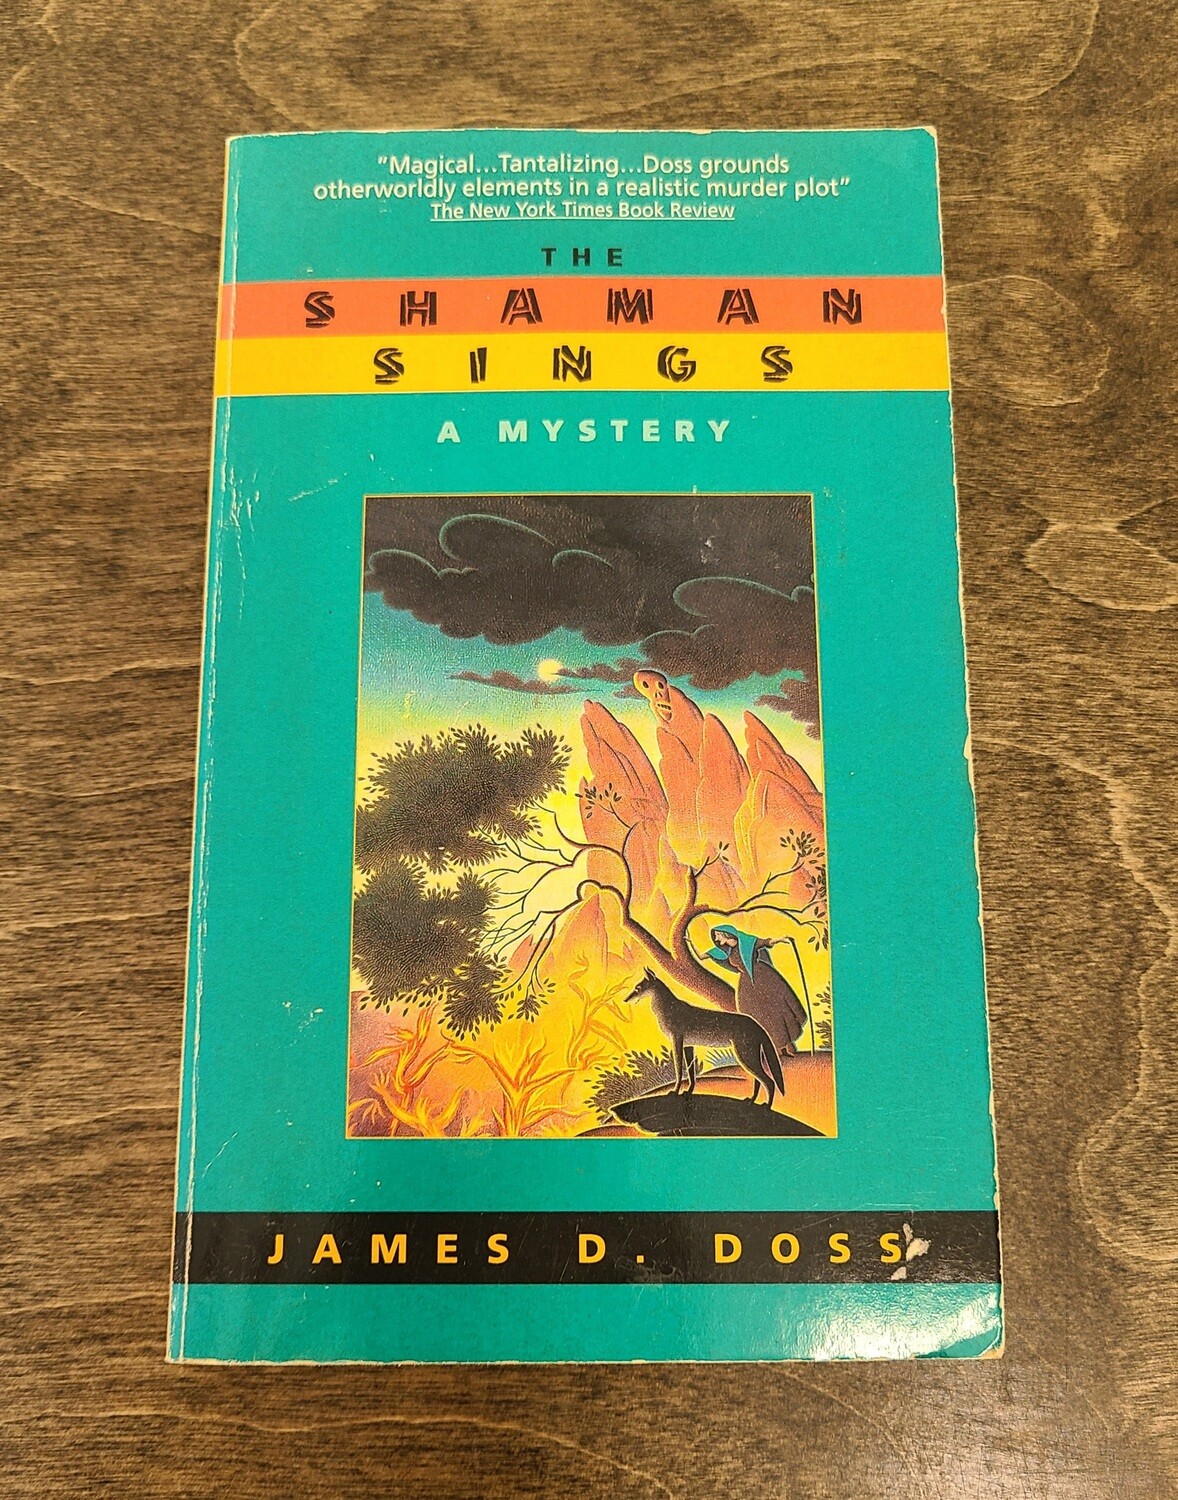 "Magical...Tantalizing...Doss grounds
otherworldly elements in a realistic murder plot"
The New York Times Book Review
THE
SHAMAN
SINGS
A MYSTERY
JAMES D. DOSS